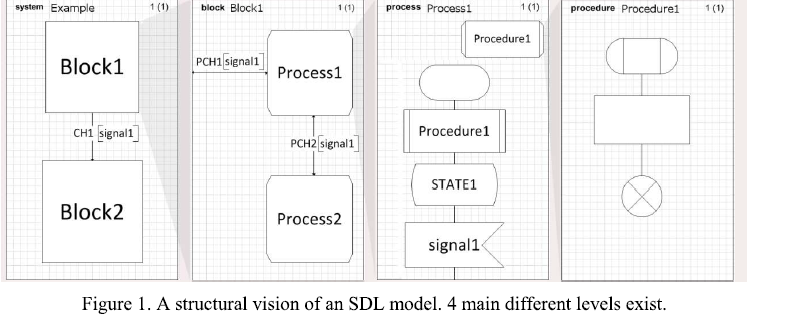 system Example 1 (1)
Block1
CH1 [signal1]
Block2
block Block1 1 (1)
PCH1 [signal1]
Process1
PCH2 [signal1]
Process2
process Process1 1 (1)
Procedure1
Procedure1
STATE1
signal1
procedure Procedure1 1 (1)
Figure 1. A structural vision of an SDL model. 4 main different levels exist.